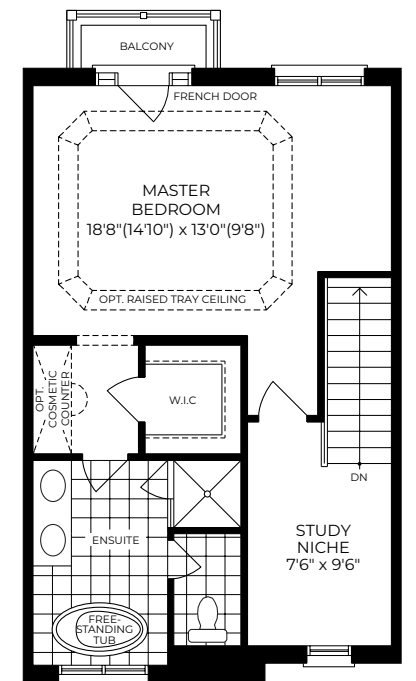 BALCONY
FRENCH DOOR
MASTER
BEDROOM
18'8"(14'10") x 13'0"(9'8")
OPT. RAISED TRAY CEILING
OPT.
COSMETIC
COUNTER
W.I.C
DN
ENSUITE
STUDY
NICHE
7'6" x 9'6"
FREE-
STANDING
TUB